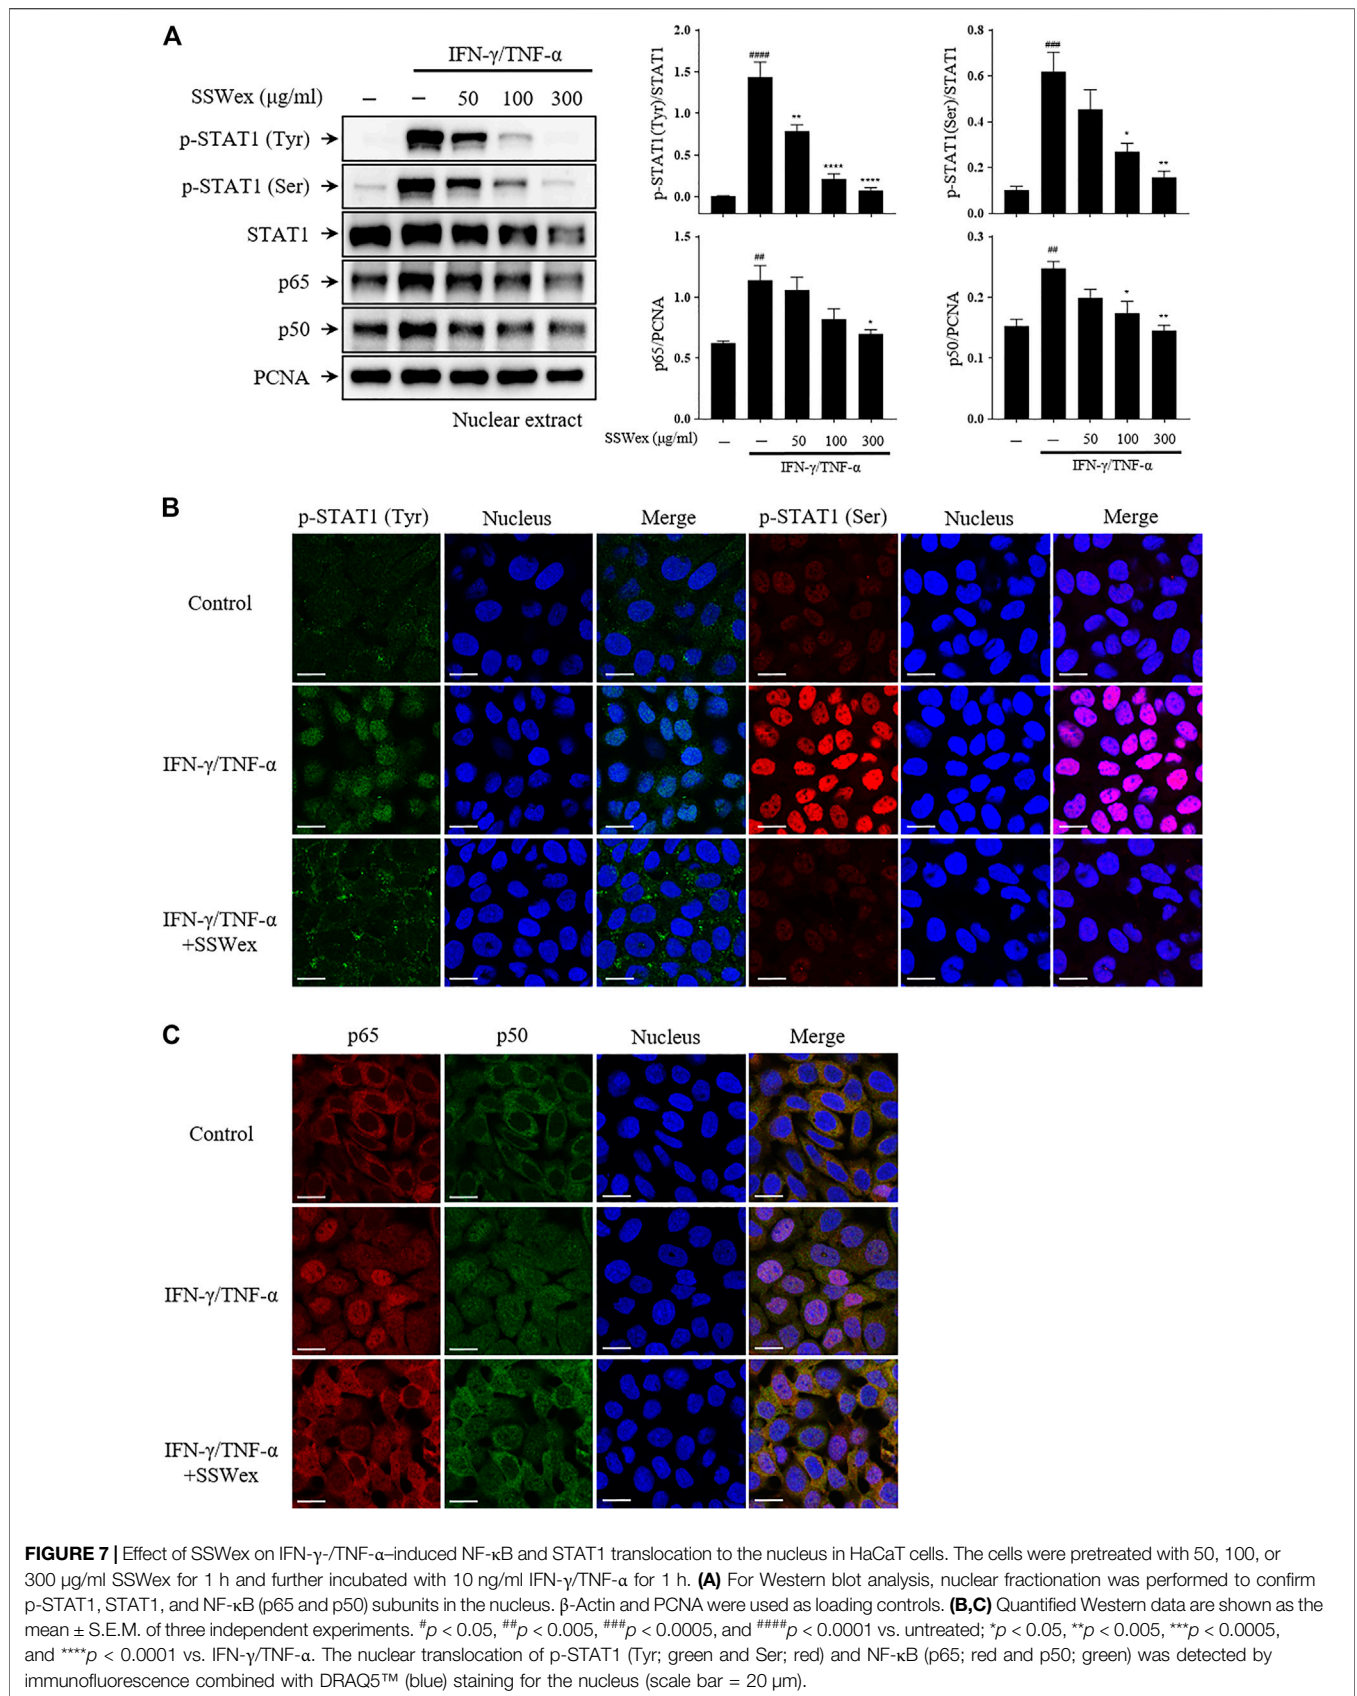 A
IFN-γ/TNF-α
SSWex (μg/ml) – – 50 100 300
p-STAT1 (Tyr)
p-STAT1 (Ser)
STAT1
p65
p50
PCNA
Nuclear extract
p-STAT1(Tyr)/STAT1
2.0
1.5
1.0
0.5
0.0
####
**
****
****
p-STAT1(Ser)/STAT1
0.8
0.6
0.4
0.2
0.0
###
*
**
p65/PCNA
1.5
1.0
0.5
0.0
##
*
SSWex (μg/ml) – – 50 100 300
IFN-γ/TNF-α
p50/PCNA
0.3
0.2
0.1
0.0
##
*
**
– – 50 100 300
IFN-γ/TNF-α
B
p-STAT1 (Tyr) Nucleus Merge p-STAT1 (Ser) Nucleus Merge
Control
IFN-γ/TNF-α
IFN-γ/TNF-α
+SSWex
C
p65 p50 Nucleus Merge
Control
IFN-γ/TNF-α
IFN-γ/TNF-α
+SSWex
FIGURE 7 | Effect of SSWex on IFN-γ-/TNF-α–induced NF-κB and STAT1 translocation to the nucleus in HaCaT cells. The cells were pretreated with 50, 100, or
300 μg/ml SSWex for 1 h and further incubated with 10 ng/ml IFN-γ/TNF-α for 1 h. (A) For Western blot analysis, nuclear fractionation was performed to confirm
p-STAT1, STAT1, and NF-κB (p65 and p50) subunits in the nucleus. β-Actin and PCNA were used as loading controls. (B,C) Quantified Western data are shown as the
mean ± S.E.M. of three independent experiments. #p < 0.05, ##p < 0.005, ###p < 0.0005, and ####p < 0.0001 vs. untreated; *p < 0.05, **p < 0.005, ***p < 0.0005,
and ****p < 0.0001 vs. IFN-γ/TNF-α. The nuclear translocation of p-STAT1 (Tyr; green and Ser; red) and NF-κB (p65; red and p50; green) was detected by
immunofluorescence combined with DRAQ5™ (blue) staining for the nucleus (scale bar = 20 μm).